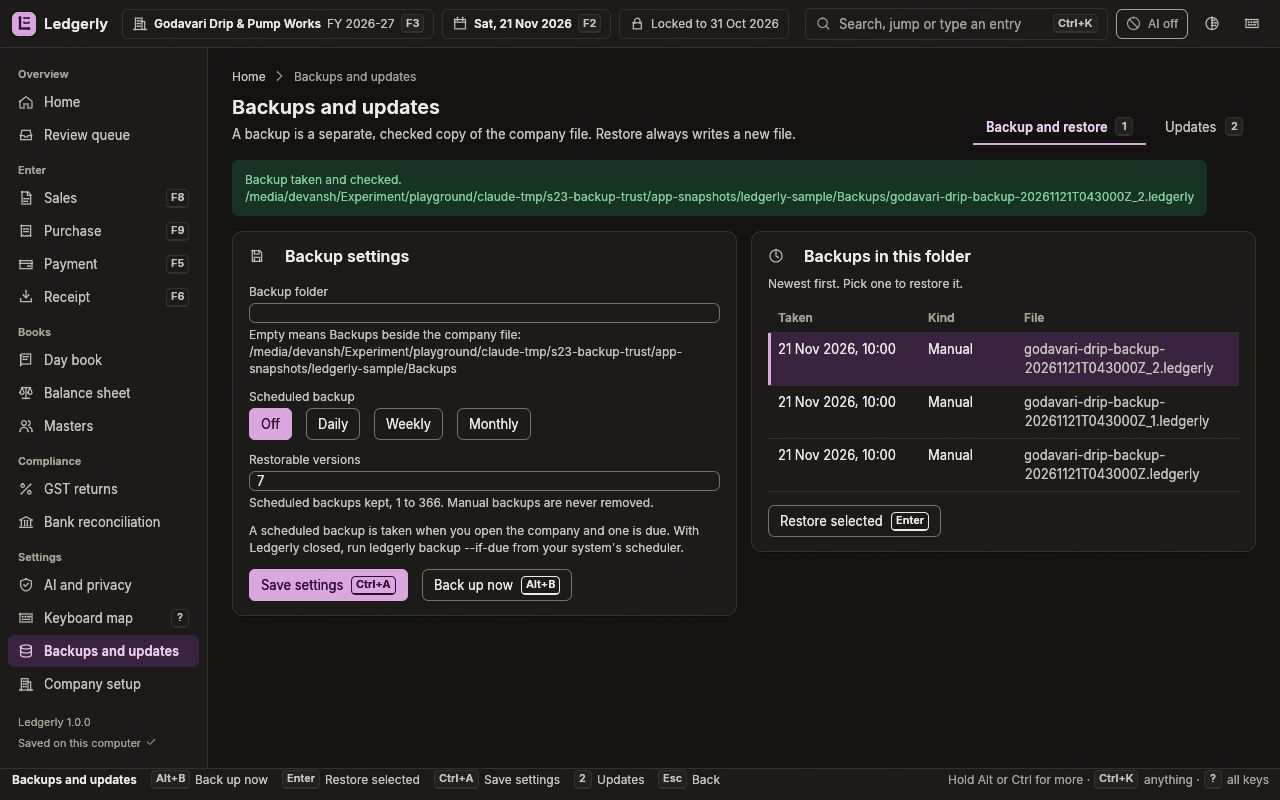 Ledgerly
Godavari Drip & Pump Works FY 2026-27 F3
Sat, 21 Nov 2026 F2
Locked to 31 Oct 2026
Search, jump or type an entry Ctrl+K
AI off
Overview
Home
Review queue
Enter
Sales F8
Purchase F9
Payment F5
Receipt F6
Books
Day book
Balance sheet
Masters
Compliance
GST returns
Bank reconciliation
Settings
AI and privacy
Keyboard map ?
Backups and updates
Company setup
Ledgerly 1.0.0
Saved on this computer
Home Backups and updates
Backups and updates
A backup is a separate, checked copy of the company file. Restore always writes a new file.
Backup and restore 1
Updates 2
Backup taken and checked.
/media/devansh/Experiment/playground/claude-tmp/s23-backup-trust/app-snapshots/ledgerly-sample/Backups/godavari-drip-backup-20261121T043000Z_2.ledgerly
Backup settings
Backup folder
Empty means Backups beside the company file:
/media/devansh/Experiment/playground/claude-tmp/s23-backup-trust/app-
snapshots/ledgerly-sample/Backups
Scheduled backup
Off Daily Weekly Monthly
Restorable versions
7
Scheduled backups kept, 1 to 366. Manual backups are never removed.
A scheduled backup is taken when you open the company and one is due. With
Ledgerly closed, run ledgerly backup --if-due from your system's scheduler.
Save settings Ctrl+A Back up now Alt+B
Backups in this folder
Newest first. Pick one to restore it.
Taken Kind File
21 Nov 2026, 10:00 Manual godavari-drip-backup-
20261121T043000Z_2.ledgerly
21 Nov 2026, 10:00 Manual godavari-drip-backup-
20261121T043000Z_1.ledgerly
21 Nov 2026, 10:00 Manual godavari-drip-backup-
20261121T043000Z.ledgerly
Restore selected Enter
Backups and updates Alt+B Back up now Enter Restore selected Ctrl+A Save settings 2 Updates Esc Back
Hold Alt or Ctrl for more · Ctrl+K anything · ? all keys